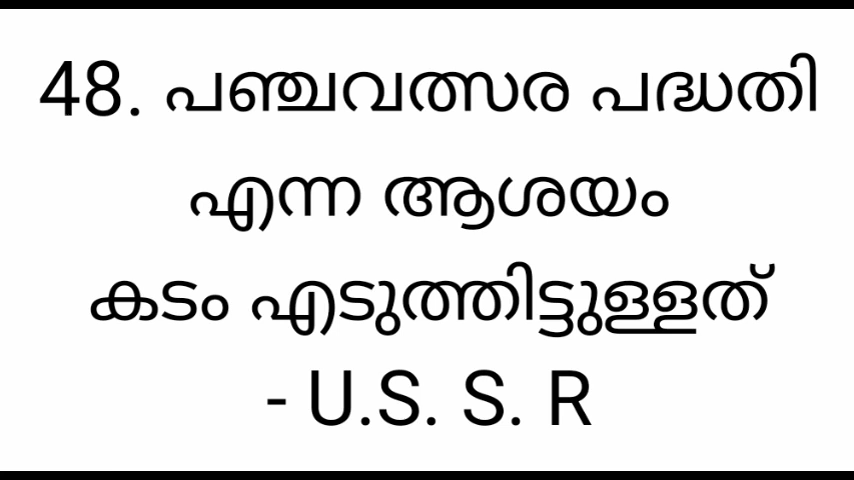 48. പഞ്ചവത്സര പദ്ധതി
എന്ന ആശയം
കടം എടുത്തിട്ടുള്ളത്
- U.S. S. R